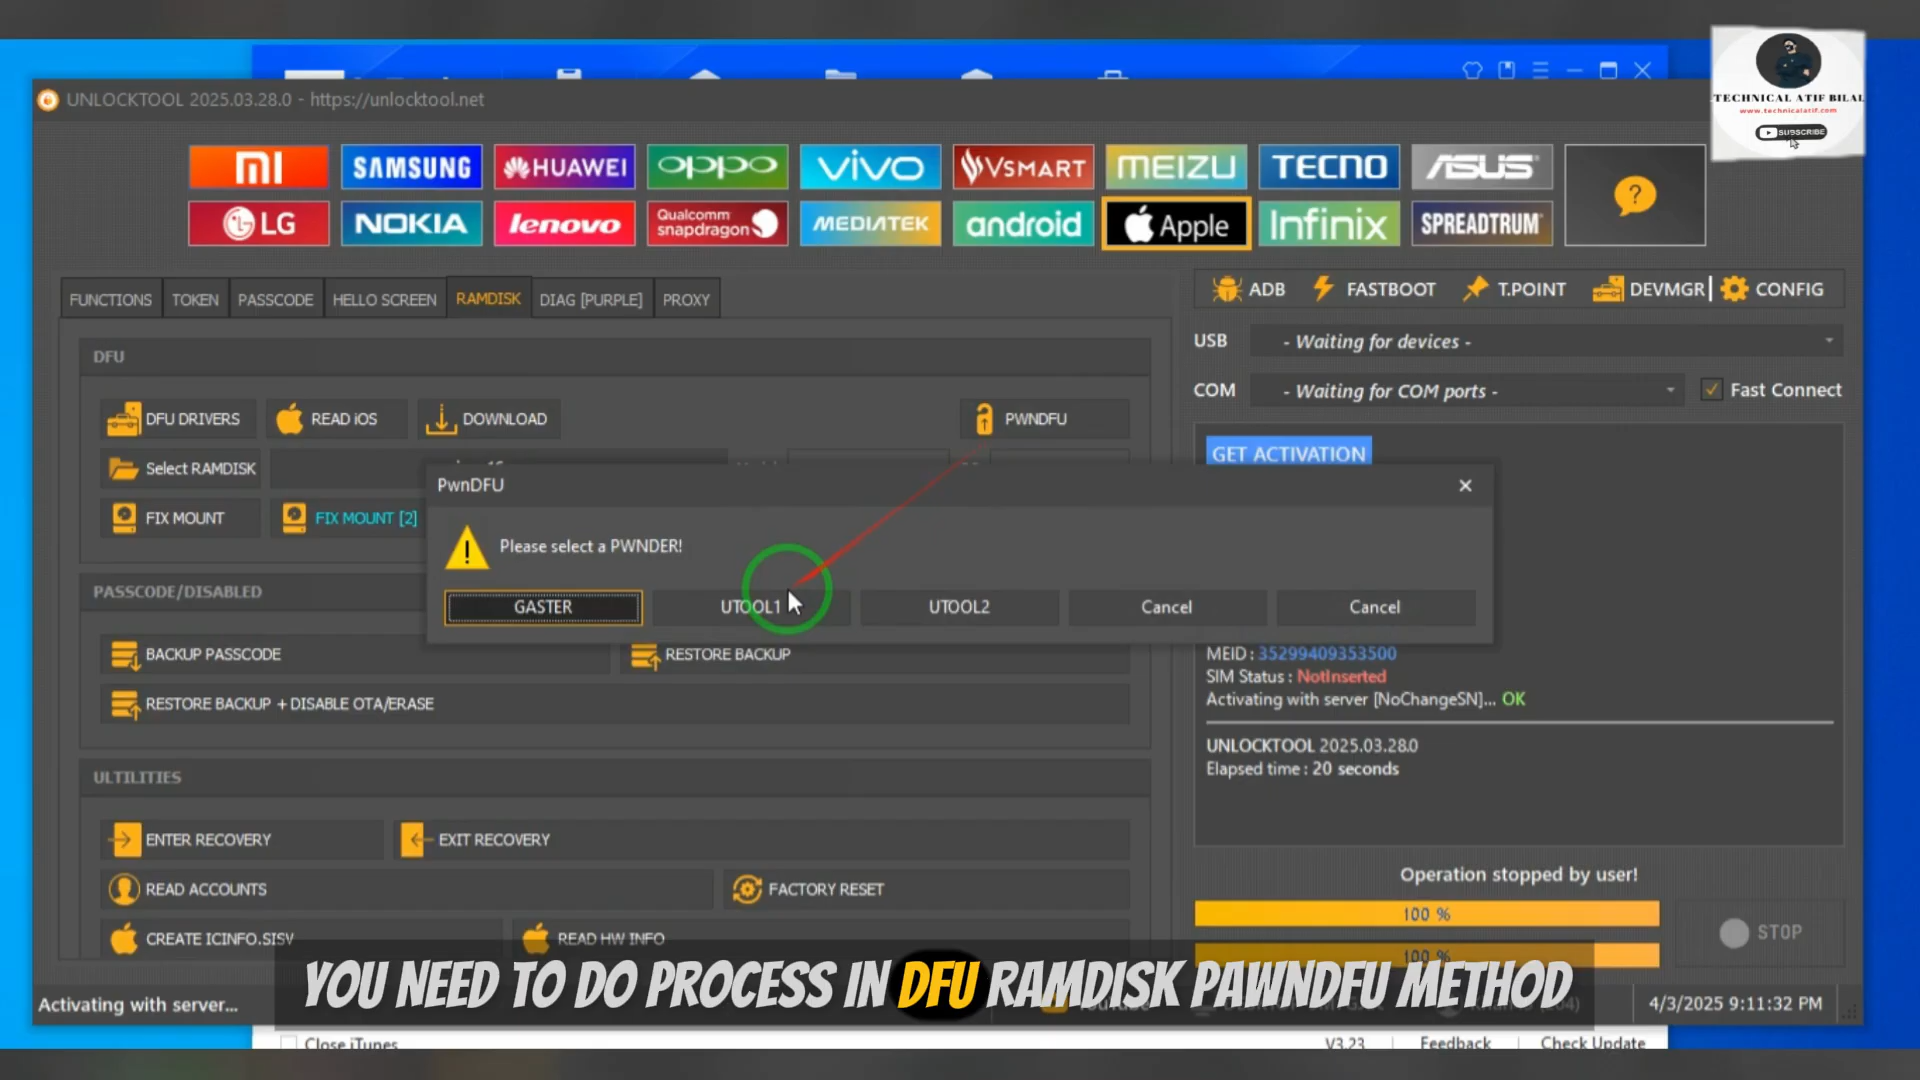 UNLOCKTOOL 2025.03.28.0 - https://unlocktool.net
TECHNICAL ATIF BILAL
www.technicalatif.com
SUBSCRIBE
MI SAMSUNG HUAWEI oppo vivo VSMART MEIZU TECNO ASUS
LG NOKIA lenovo Qualcomm snapdragon MEDIATEK android Apple Infinix SPREADTRUM
?
FUNCTIONS TOKEN PASSCODE HELLO SCREEN RAMDISK DIAG [PURPLE] PROXY
ADB FASTBOOT T.POINT DEVMGR CONFIG
USB - Waiting for devices -
COM - Waiting for COM ports - Fast Connect
DFU
DFU DRIVERS READ iOS DOWNLOAD PWNDFU
Select RAMDISK
FIX MOUNT FIX MOUNT [2]
GET ACTIVATION
PwnDFU
Please select a PWNDER!
GASTER UTOOL1 UTOOL2 Cancel Cancel
PASSCODE/DISABLED
BACKUP PASSCODE RESTORE BACKUP
RESTORE BACKUP + DISABLE OTA/ERASE
MEID : 35299409353500
SIM Status : NotInserted
Activating with server [NoChangeSN]... OK
UNLOCKTOOL 2025.03.28.0
Elapsed time : 20 seconds
ULTILITIES
ENTER RECOVERY EXIT RECOVERY
READ ACCOUNTS FACTORY RESET
CREATE ICINFO.SISV READ HW INFO
Operation stopped by user!
100 %
100 %
STOP
YOU NEED TO DO PROCESS IN DFU RAMDISK PAWNDFU METHOD
Activating with server...
4/3/2025 9:11:32 PM
Close iTunes V3.23 Feedback Check Update